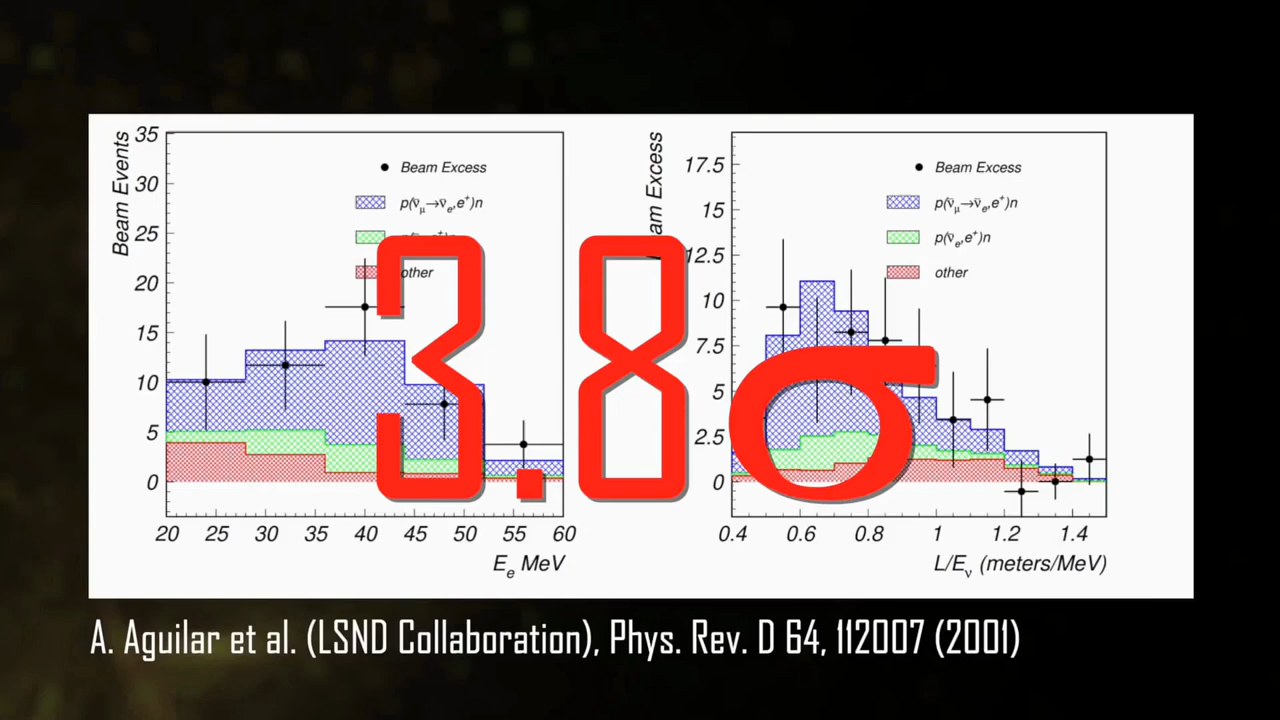 Beam Events
35
30
25
20
15
10
5
0
Beam Excess
p(ν̄μ→ν̄e,e⁺)n
other
20 25 30 35 40 45 50 55 60
Ee MeV
am Excess
17.5
15
12.5
10
7.5
5
2.5
0
Beam Excess
p(ν̄μ→ν̄e,e⁺)n
p(ν̄e,e⁺)n
other
0.4 0.6 0.8 1 1.2 1.4
L/Eν (meters/MeV)
3.8σ
A. Aguilar et al. (LSND Collaboration), Phys. Rev. D 64, 112007 (2001)